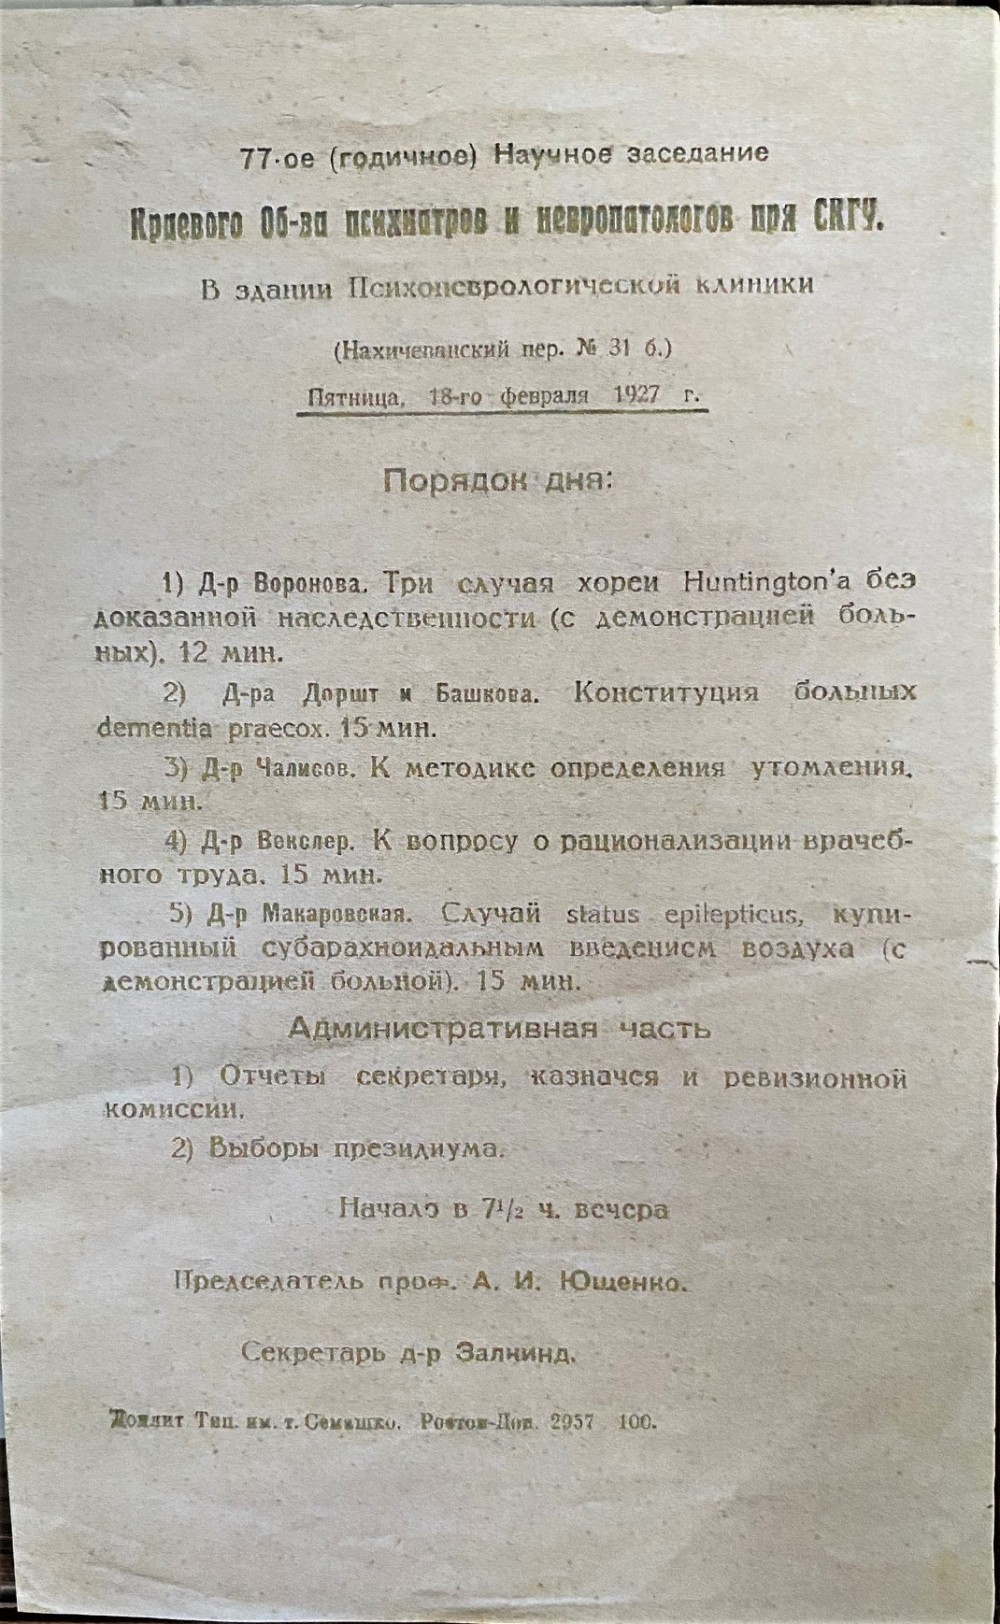 77-ое (годичное) Научное заседание
Краевого Об-ва психиатров и невропатологов при СКГУ.
В здании Психоневрологической клиники
(Нахичеванский пер. № 31 б.)
Пятница, 18-го февраля 1927 г.
Порядок дня:
1) Д-р Воронова. Три случая хореи Huntington'а без
доказанной наследственности (с демонстрацией боль-
ных). 12 мин.
2) Д-ра Доршт и Башкова. Конституция больных
dementia praecox. 15 мин.
3) Д-р Чалисов. К методике определения утомления.
15 мин.
4) Д-р Векслер. К вопросу о рационализации врачеб-
ного труда. 15 мин.
5) Д-р Макаровская. Случай status epilepticus, купи-
рованный субарахноидальным введением воздуха (с
демонстрацией больной). 15 мин.
Административная часть
1) Отчеты секретаря, казначея и ревизионной
комиссии.
2) Выборы президиума.
Начало в 7 1/2 ч. вечера
Председатель проф. А. И. Ющенко.
Секретарь д-р Залкинд.
Донлит Тип. им. т. Семашко. Ростов-Дон. 2957 100.